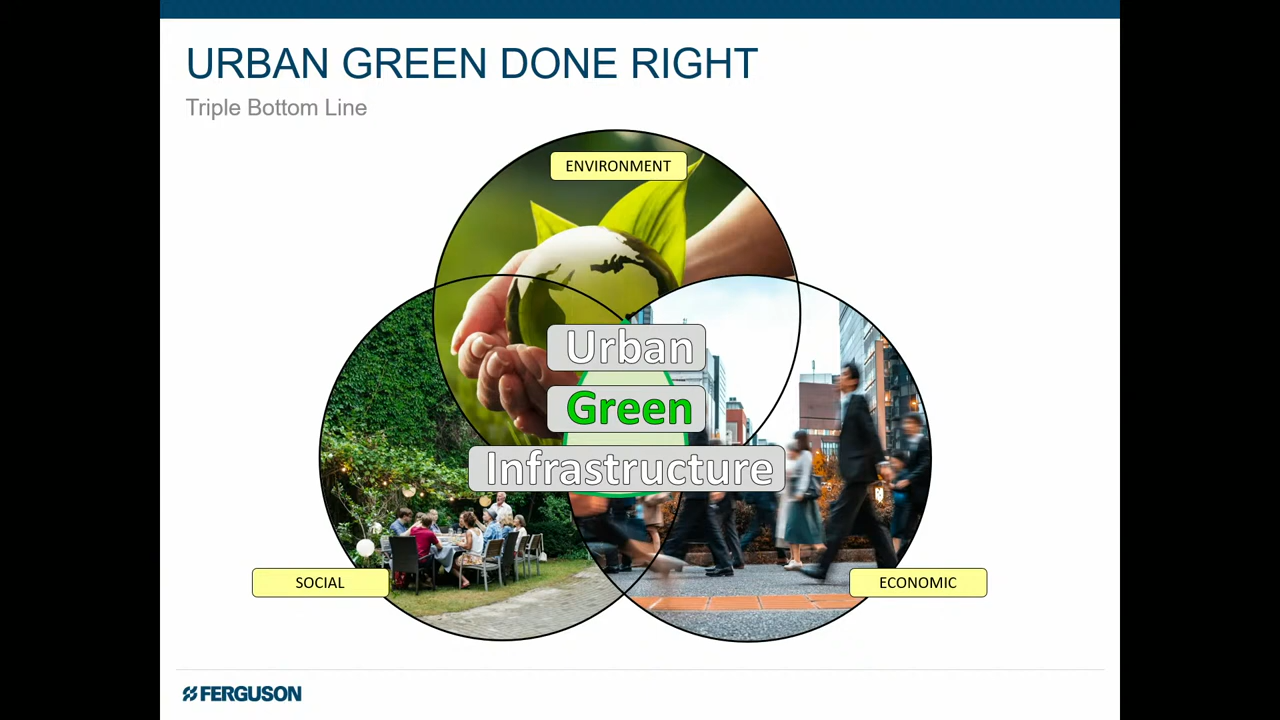 URBAN GREEN DONE RIGHT
Triple Bottom Line
ENVIRONMENT
Urban
Green
Infrastructure
SOCIAL
ECONOMIC
FERGUSON